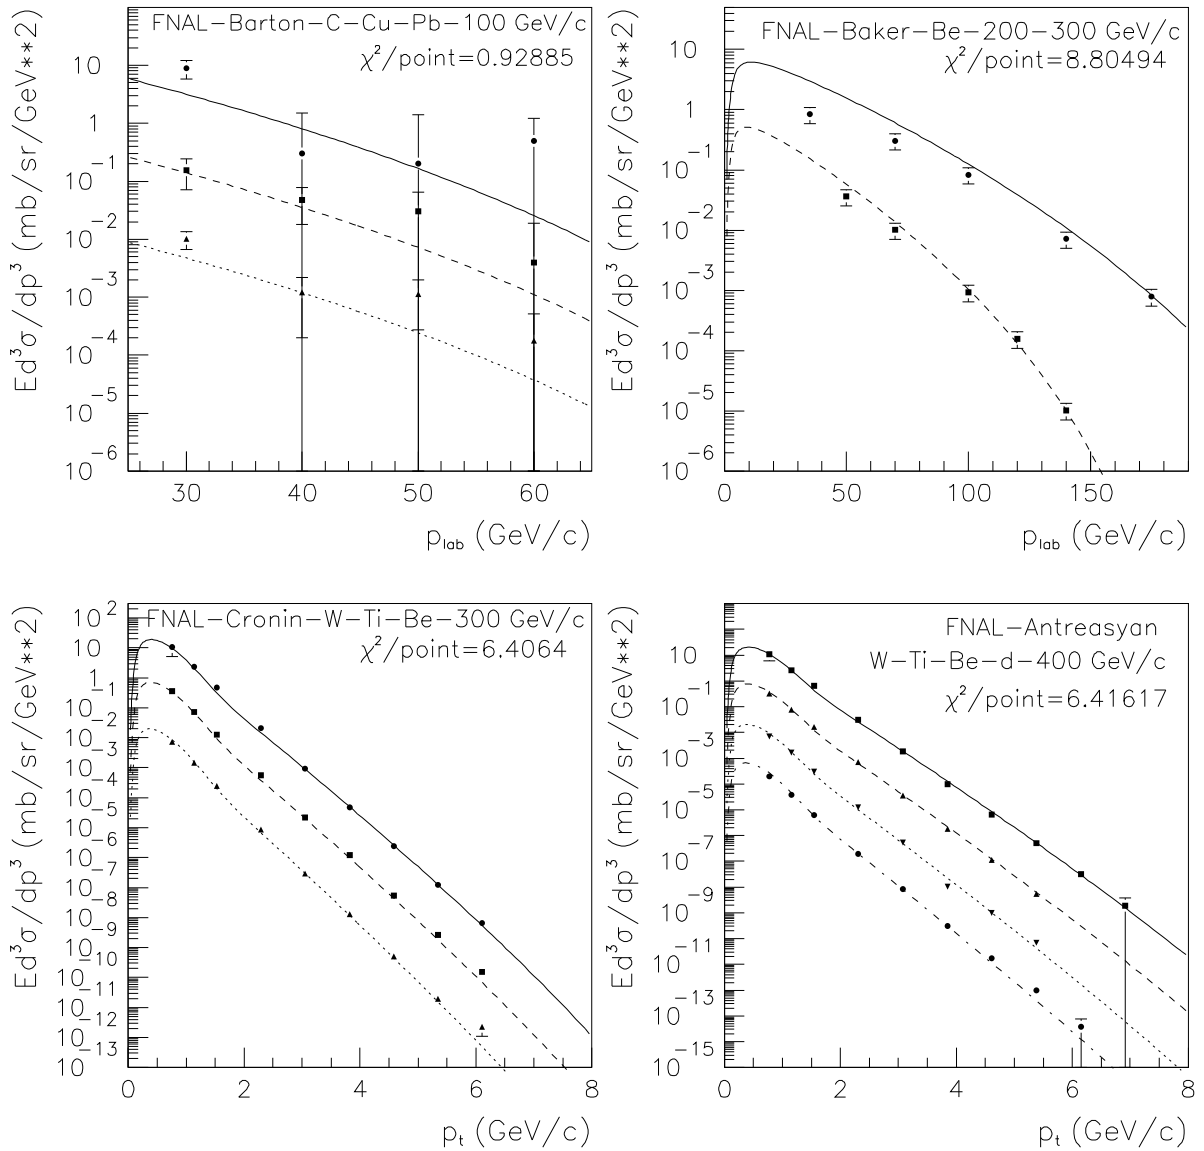 FNAL–Barton–C–Cu–Pb–100 GeV/c
χ²/point=0.92885
Ed³σ/dp³ (mb/sr/GeV**2)
10
1
10⁻¹
10⁻²
10⁻³
10⁻⁴
10⁻⁵
10⁻⁶
30 40 50 60
p_lab (GeV/c)
FNAL–Baker–Be–200–300 GeV/c
χ²/point=8.80494
Ed³σ/dp³ (mb/sr/GeV**2)
10
1
10⁻¹
10⁻²
10⁻³
10⁻⁴
10⁻⁵
10⁻⁶
0 50 100 150
p_lab (GeV/c)
FNAL–Cronin–W–Ti–Be–300 GeV/c
χ²/point=6.4064
Ed³σ/dp³ (mb/sr/GeV**2)
10²
10
1
10⁻¹
10⁻²
10⁻³
10⁻⁴
10⁻⁵
10⁻⁶
10⁻⁷
10⁻⁸
10⁻⁹
10⁻¹⁰
10⁻¹¹
10⁻¹²
10⁻¹³
0 2 4 6 8
p_t (GeV/c)
FNAL–Antreasyan
W–Ti–Be–d–400 GeV/c
χ²/point=6.41617
Ed³σ/dp³ (mb/sr/GeV**2)
10
10⁻¹
10⁻³
10⁻⁵
10⁻⁷
10⁻⁹
10⁻¹¹
10⁻¹³
10⁻¹⁵
0 2 4 6 8
p_t (GeV/c)